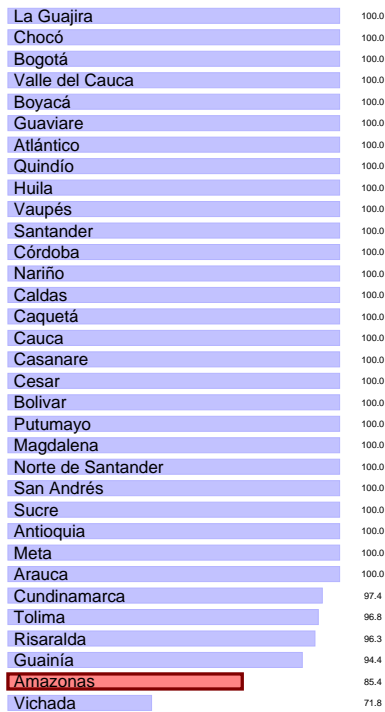 La Guajira 100.0
Chocó 100.0
Bogotá 100.0
Valle del Cauca 100.0
Boyacá 100.0
Guaviare 100.0
Atlántico 100.0
Quindío 100.0
Huila 100.0
Vaupés 100.0
Santander 100.0
Córdoba 100.0
Nariño 100.0
Caldas 100.0
Caquetá 100.0
Cauca 100.0
Casanare 100.0
Cesar 100.0
Bolivar 100.0
Putumayo 100.0
Magdalena 100.0
Norte de Santander 100.0
San Andrés 100.0
Sucre 100.0
Antioquia 100.0
Meta 100.0
Arauca 100.0
Cundinamarca 97.4
Tolima 96.8
Risaralda 96.3
Guainía 94.4
Amazonas 85.4
Vichada 71.8